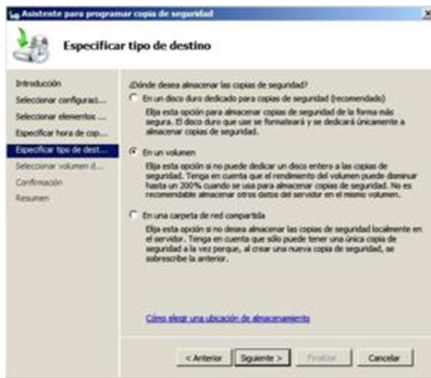 Asistente para programar copia de seguridad
Especificar tipo de destino
Introducción
Seleccionar configuraci...
Seleccionar elementos ...
Especificar hora de cop...
Especificar tipo de dest...
Seleccionar volumen d...
Confirmación
Resumen
¿Dónde desea almacenar las copias de seguridad?
En un disco duro dedicado para copias de seguridad (recomendado)
Elija esta opción para almacenar copias de seguridad de la forma más
segura. El disco duro que use se formateará y se dedicará únicamente a
almacenar copias de seguridad.
En un volumen
Elija esta opción si no puede dedicar un disco entero a las copias de
seguridad. Tenga en cuenta que el rendimiento del volumen puede disminuir
hasta un 200% cuando se usa para almacenar copias de seguridad. No es
recomendable almacenar otros datos del servidor en el mismo volumen.
En una carpeta de red compartida
Elija esta opción si no desea almacenar las copias de seguridad localmente en
el servidor. Tenga en cuenta que sólo puede tener una única copia de
seguridad a la vez porque, al crear una nueva copia de seguridad, se
sobrescribe la anterior.
Cómo elegir una ubicación de almacenamiento
< Anterior
Siguiente >
Finalizar
Cancelar